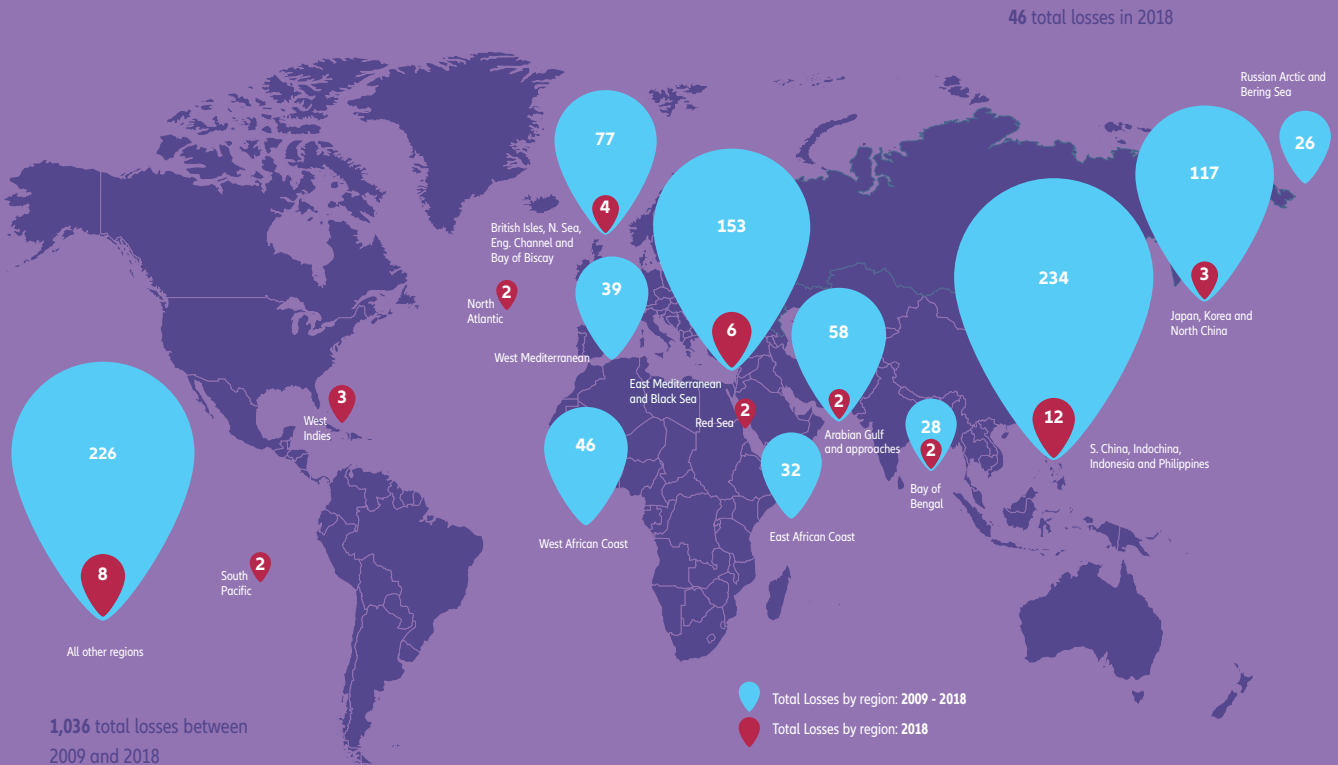 46 total losses in 2018
Russian Arctic and
Bering Sea
26
77
4
British Isles, N. Sea,
Eng. Channel and
Bay of Biscay
117
3
Japan, Korea and
North China
153
6
East Mediterranean
and Black Sea
234
12
S. China, Indochina,
Indonesia and Philippines
2
North
Atlantic
39
West Mediterranean
58
2
Arabian Gulf
and approaches
3
West
Indies
2
Red Sea
28
2
Bay of
Bengal
226
8
All other regions
46
West African Coast
32
East African Coast
2
South
Pacific
Total Losses by region: 2009 - 2018
Total Losses by region: 2018
1,036 total losses between
2009 and 2018